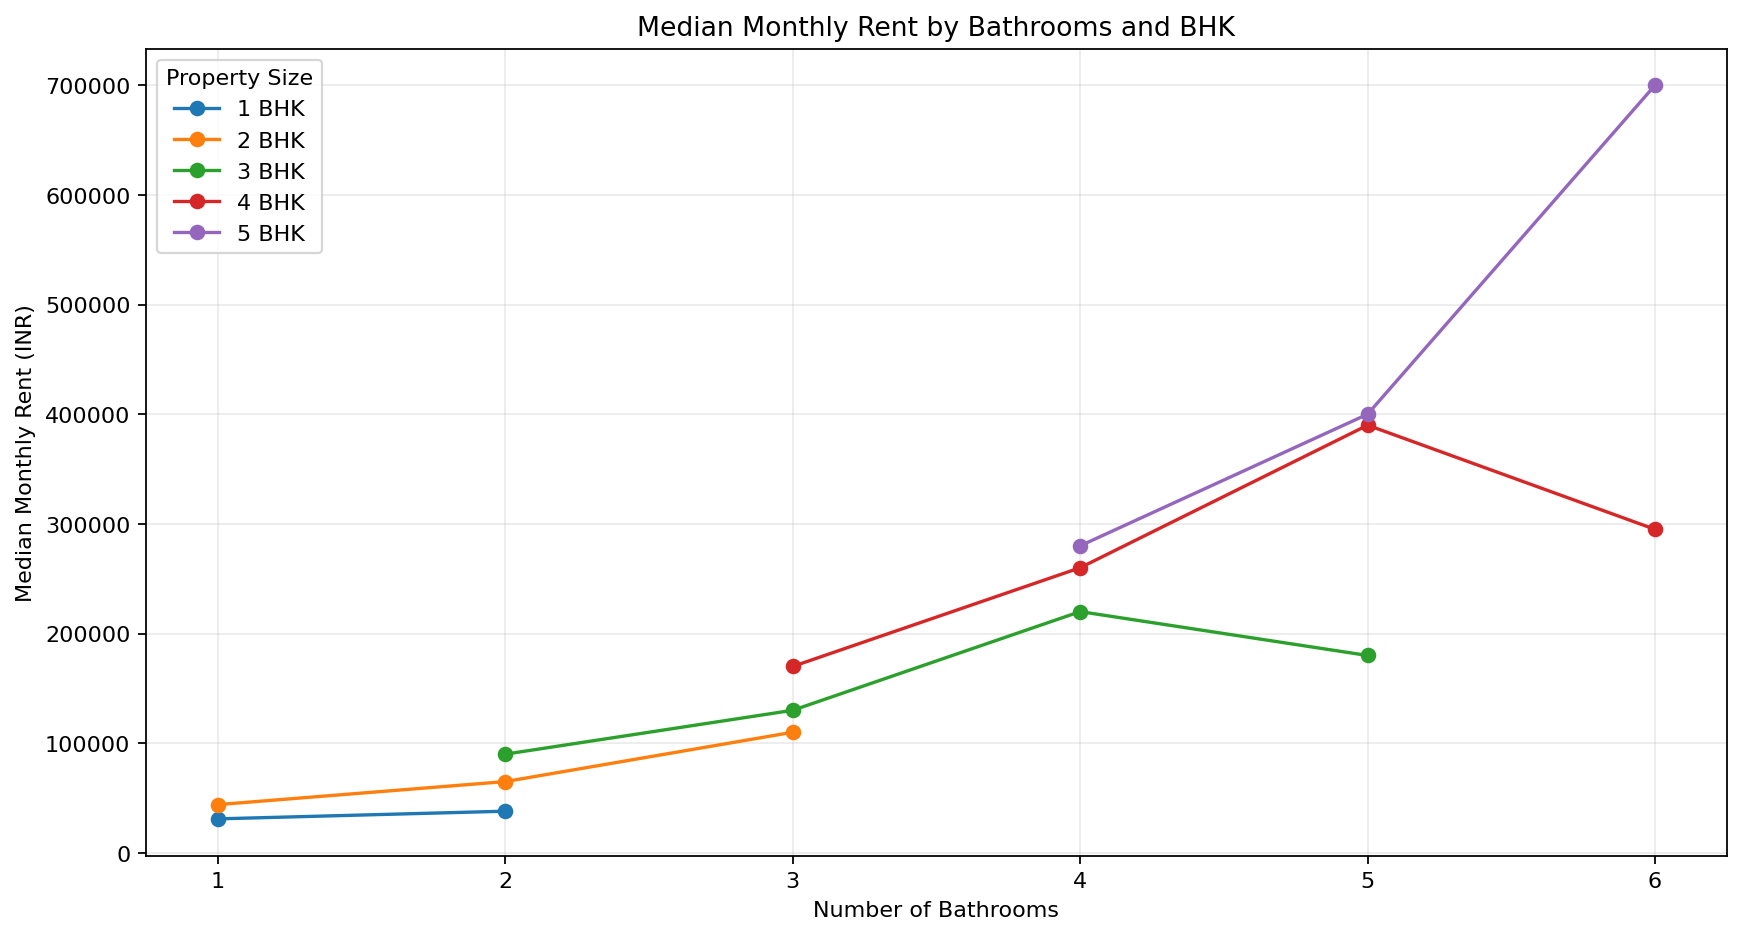 Median Monthly Rent by Bathrooms and BHK
Property Size
1 BHK
2 BHK
3 BHK
4 BHK
5 BHK
Median Monthly Rent (INR)
700000
600000
500000
400000
300000
200000
100000
0
1 2 3 4 5 6
Number of Bathrooms